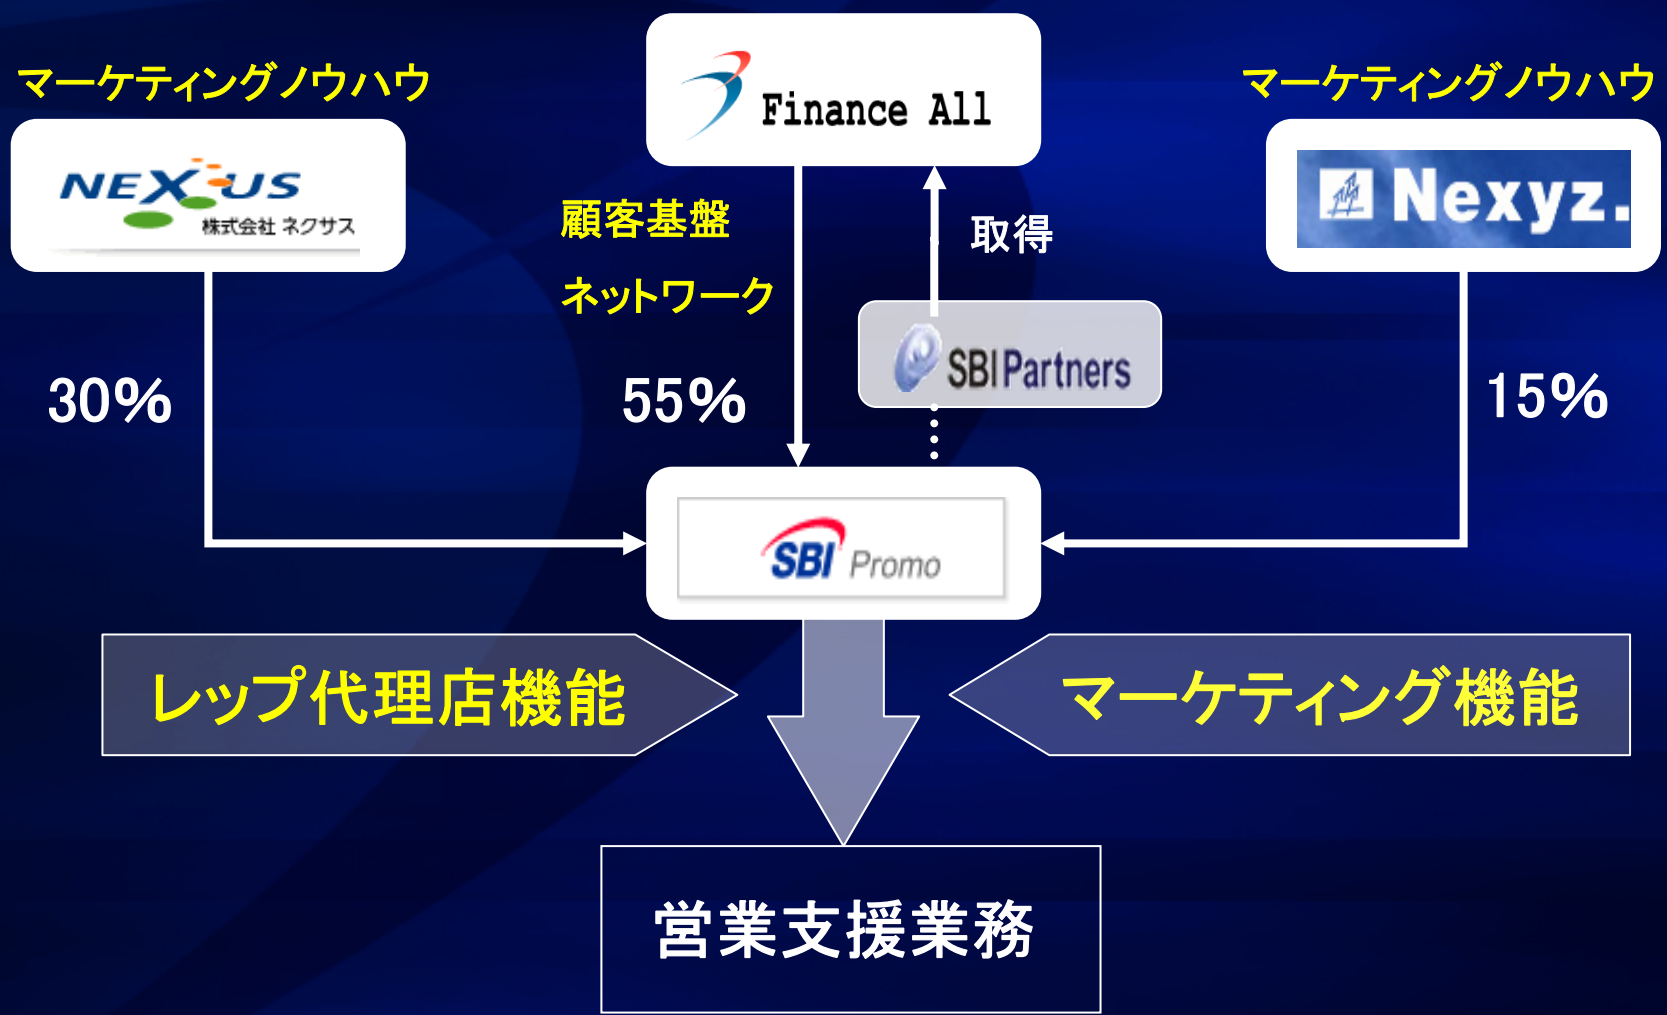 マーケティングノウハウ
NEXUS
株式会社 ネクサス
Finance All
マーケティングノウハウ
Nexyz.
顧客基盤
ネットワーク
取得
SBI Partners
30%
55%
15%
SBI Promo
レップ代理店機能
マーケティング機能
営業支援業務